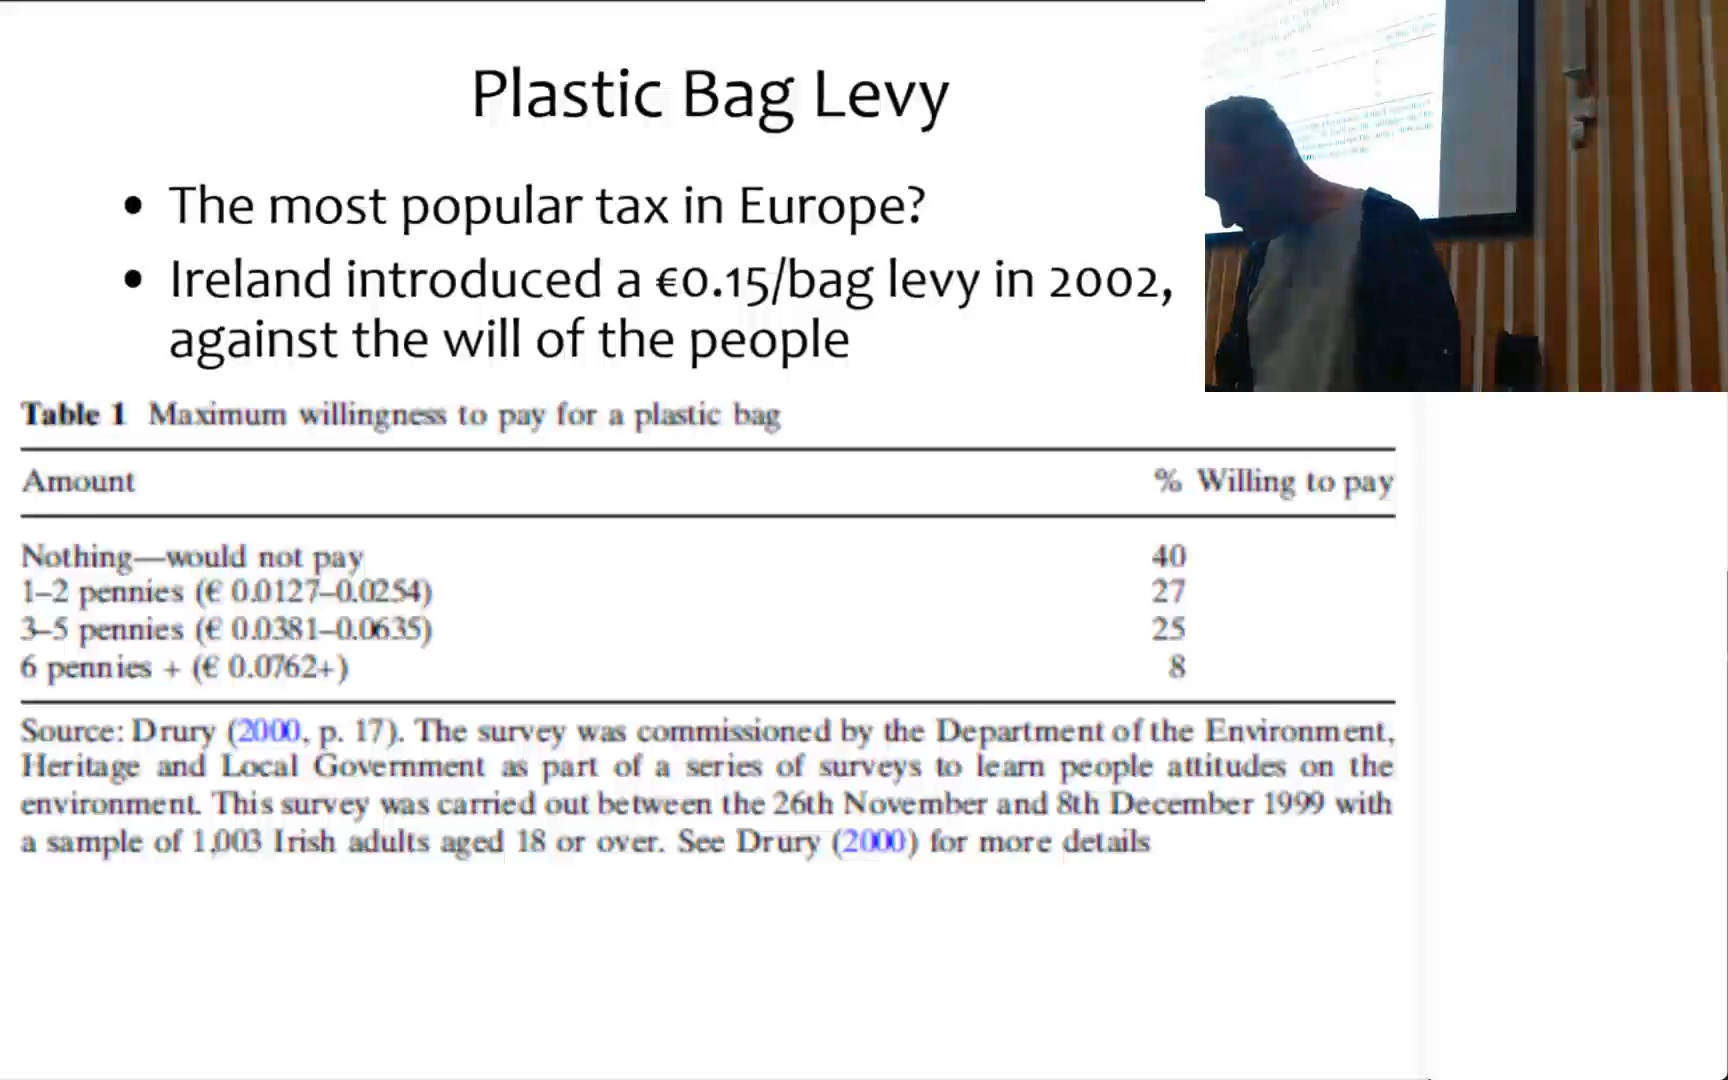 Plastic Bag Levy
• The most popular tax in Europe?
• Ireland introduced a €0.15/bag levy in 2002,
against the will of the people
Table 1 Maximum willingness to pay for a plastic bag
Amount % Willing to pay
Nothing—would not pay 40
1–2 pennies (€ 0.0127–0.0254) 27
3–5 pennies (€ 0.0381–0.0635) 25
6 pennies + (€ 0.0762+) 8
Source: Drury (2000, p. 17). The survey was commissioned by the Department of the Environment,
Heritage and Local Government as part of a series of surveys to learn people attitudes on the
environment. This survey was carried out between the 26th November and 8th December 1999 with
a sample of 1,003 Irish adults aged 18 or over. See Drury (2000) for more details